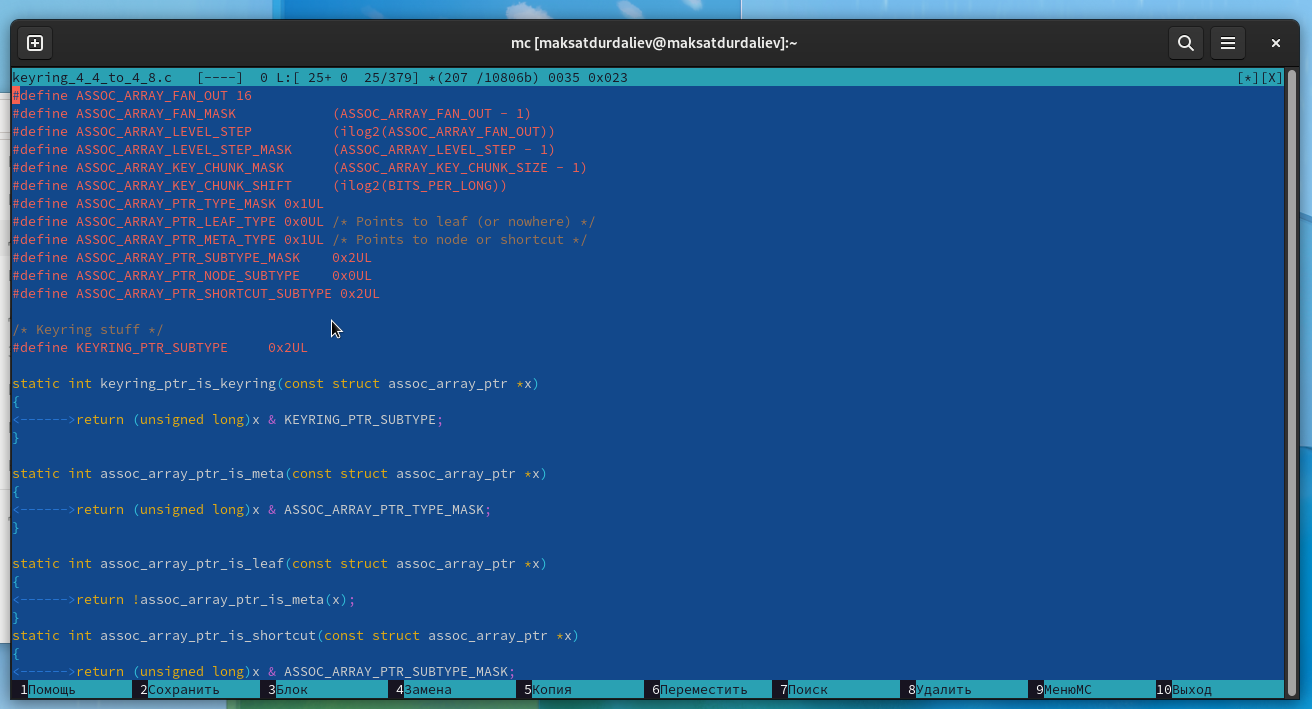 mc [maksatdurdaliev@maksatdurdaliev]:~
keyring_4_4_to_4_8.c   [----]  0 L:[ 25+ 0  25/379] *(207 /10806b) 0035 0x023 [*][X]
#define ASSOC_ARRAY_FAN_OUT 16
#define ASSOC_ARRAY_FAN_MASK            (ASSOC_ARRAY_FAN_OUT - 1)
#define ASSOC_ARRAY_LEVEL_STEP          (ilog2(ASSOC_ARRAY_FAN_OUT))
#define ASSOC_ARRAY_LEVEL_STEP_MASK     (ASSOC_ARRAY_LEVEL_STEP - 1)
#define ASSOC_ARRAY_KEY_CHUNK_MASK      (ASSOC_ARRAY_KEY_CHUNK_SIZE - 1)
#define ASSOC_ARRAY_KEY_CHUNK_SHIFT     (ilog2(BITS_PER_LONG))
#define ASSOC_ARRAY_PTR_TYPE_MASK 0x1UL
#define ASSOC_ARRAY_PTR_LEAF_TYPE 0x0UL /* Points to leaf (or nowhere) */
#define ASSOC_ARRAY_PTR_META_TYPE 0x1UL /* Points to node or shortcut */
#define ASSOC_ARRAY_PTR_SUBTYPE_MASK    0x2UL
#define ASSOC_ARRAY_PTR_NODE_SUBTYPE    0x0UL
#define ASSOC_ARRAY_PTR_SHORTCUT_SUBTYPE 0x2UL
/* Keyring stuff */
#define KEYRING_PTR_SUBTYPE     0x2UL
static int keyring_ptr_is_keyring(const struct assoc_array_ptr *x)
{
<------>return (unsigned long)x & KEYRING_PTR_SUBTYPE;
}
static int assoc_array_ptr_is_meta(const struct assoc_array_ptr *x)
{
<------>return (unsigned long)x & ASSOC_ARRAY_PTR_TYPE_MASK;
}
static int assoc_array_ptr_is_leaf(const struct assoc_array_ptr *x)
{
<------>return !assoc_array_ptr_is_meta(x);
}
static int assoc_array_ptr_is_shortcut(const struct assoc_array_ptr *x)
{
<------>return (unsigned long)x & ASSOC_ARRAY_PTR_SUBTYPE_MASK;
1Помощь 2Сохранить 3Блок 4Замена 5Копия 6Переместить 7Поиск 8Удалить 9МенюMC 10Выход